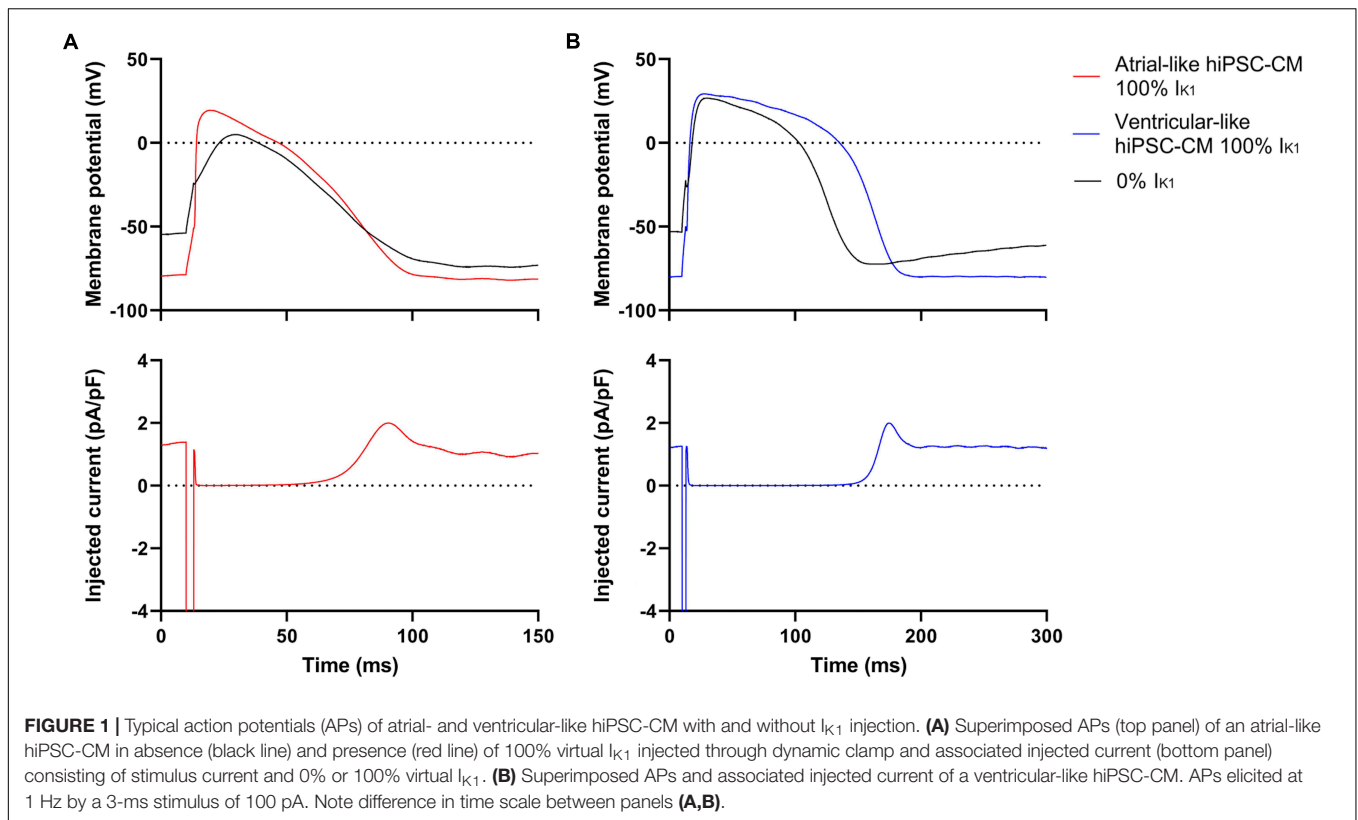 A
B
50
0
-50
-100
Membrane potential (mV)
50
0
-50
-100
Membrane potential (mV)
Atrial-like hiPSC-CM
100% IK1
Ventricular-like
hiPSC-CM 100% IK1
0% IK1
4
2
0
-2
-4
Injected current (pA/pF)
0 50 100 150
Time (ms)
4
2
0
-2
-4
Injected current (pA/pF)
0 100 200 300
Time (ms)
FIGURE 1 | Typical action potentials (APs) of atrial- and ventricular-like hiPSC-CM with and without IK1 injection. (A) Superimposed APs (top panel) of an atrial-like
hiPSC-CM in absence (black line) and presence (red line) of 100% virtual IK1 injected through dynamic clamp and associated injected current (bottom panel)
consisting of stimulus current and 0% or 100% virtual IK1. (B) Superimposed APs and associated injected current of a ventricular-like hiPSC-CM. APs elicited at
1 Hz by a 3-ms stimulus of 100 pA. Note difference in time scale between panels (A,B).